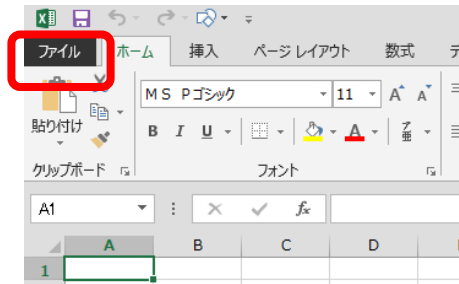 ファイル ホーム 挿入 ページ レイアウト 数式
ＭＳ Ｐゴシック 11 A A
貼り付け B I U A
クリップボード フォント
A1 fx
A B C D
1